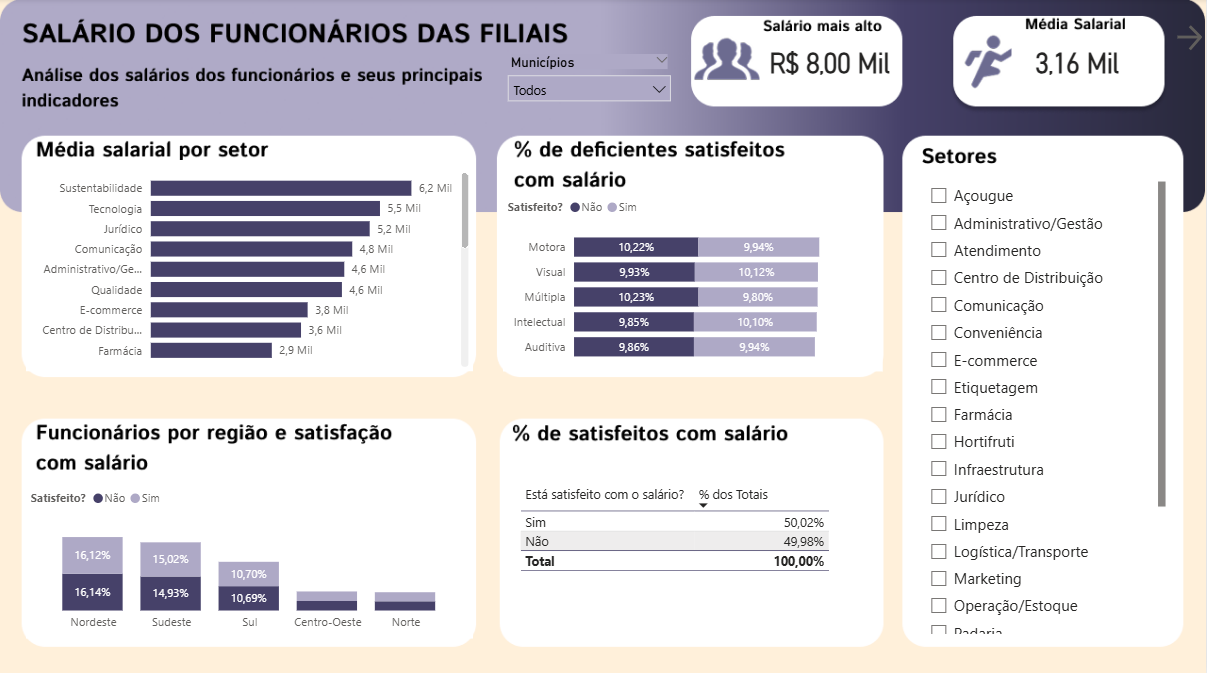 SALÁRIO DOS FUNCIONÁRIOS DAS FILIAIS
Análise dos salários dos funcionários e seus principais
indicadores
Municípios
Todos
Salário mais alto
R$ 8,00 Mil
Média Salarial
3,16 Mil
Média salarial por setor
Sustentabilidade 6,2 Mil
Tecnologia 5,5 Mil
Jurídico 5,2 Mil
Comunicação 4,8 Mil
Administrativo/Ge... 4,6 Mil
Qualidade 4,6 Mil
E-commerce 3,8 Mil
Centro de Distribu... 3,6 Mil
Farmácia 2,9 Mil
% de deficientes satisfeitos
com salário
Satisfeito? Não Sim
Motora 10,22% 9,94%
Visual 9,93% 10,12%
Múltipla 10,23% 9,80%
Intelectual 9,85% 10,10%
Auditiva 9,86% 9,94%
Setores
Açougue
Administrativo/Gestão
Atendimento
Centro de Distribuição
Comunicação
Conveniência
E-commerce
Etiquetagem
Farmácia
Hortifruti
Infraestrutura
Jurídico
Limpeza
Logística/Transporte
Marketing
Operação/Estoque
Padaria
Funcionários por região e satisfação
com salário
Satisfeito? Não Sim
16,12% 15,02% 10,70%
16,14% 14,93% 10,69%
Nordeste Sudeste Sul Centro-Oeste Norte
% de satisfeitos com salário
Está satisfeito com o salário? % dos Totais
Sim 50,02%
Não 49,98%
Total 100,00%